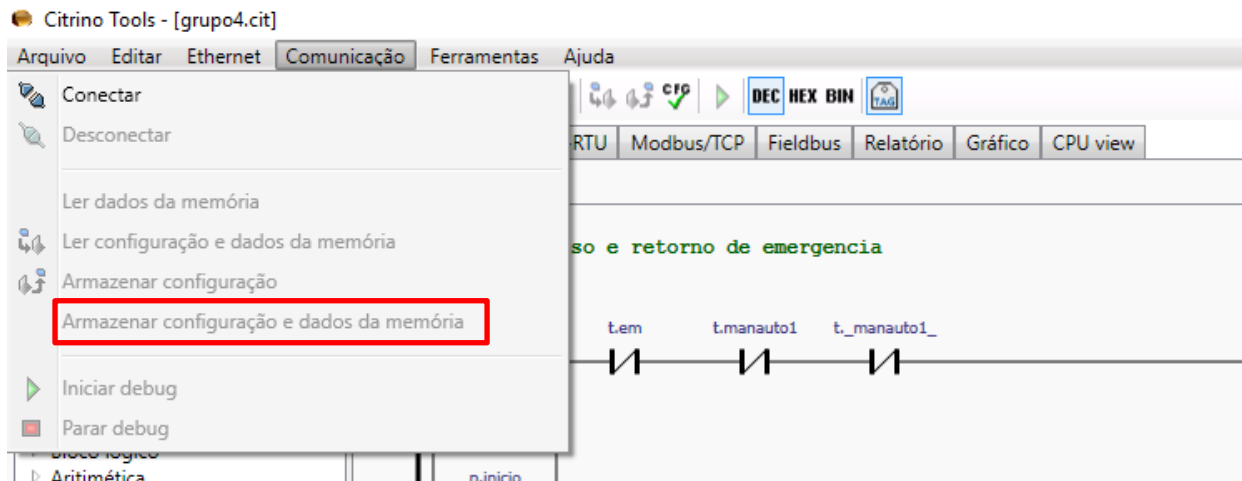 Citrino Tools - [grupo4.cit]
Arquivo Editar Ethernet Comunicação Ferramentas Ajuda
Conectar
CFG DEC HEX BIN TAG
Desconectar
RTU Modbus/TCP Fieldbus Relatório Gráfico CPU view
Ler dados da memória
Ler configuração e dados da memória
so e retorno de emergencia
Armazenar configuração
Armazenar configuração e dados da memória
t.em t.manauto1 t._manauto1_
Iniciar debug
Parar debug
Bloco lógico
Aritimética
p.inicio